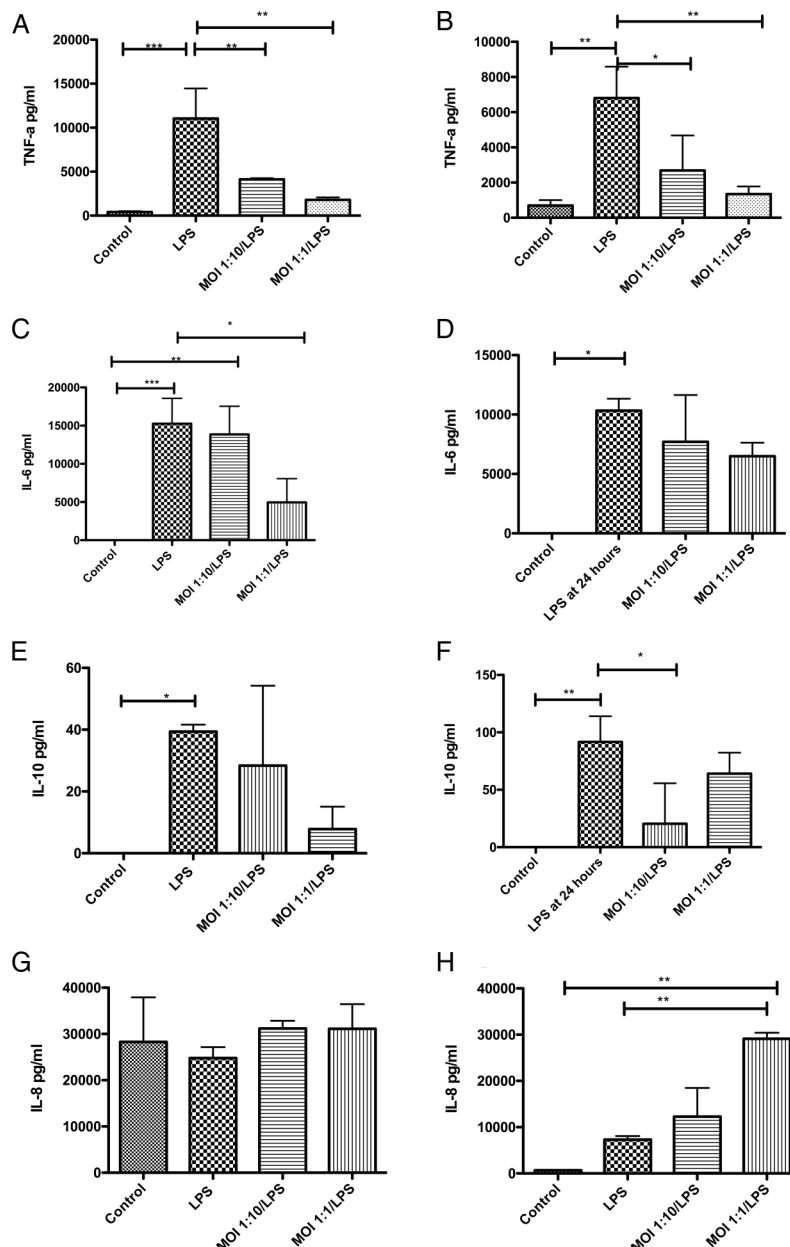 A
B
**
***
**
20000
15000
10000
5000
0
TNF-a pg/ml
Control
LPS
MOI 1:10/LPS
MOI 1:1/LPS
**
**
*
10000
8000
6000
4000
2000
0
TNF-a pg/ml
Control
LPS
MOI 1:10/LPS
MOI 1:1/LPS
C
D
*
**
***
20000
15000
10000
5000
0
IL-6 pg/ml
Control
LPS
MOI 1:10/LPS
MOI 1:1/LPS
*
15000
10000
5000
0
IL-6 pg/ml
Control
LPS at 24 hours
MOI 1:10/LPS
MOI 1:1/LPS
E
F
*
60
40
20
0
IL-10 pg/ml
Control
LPS
MOI 1:10/LPS
MOI 1:1/LPS
*
**
150
100
50
0
IL-10 pg/ml
Control
LPS at 24 hours
MOI 1:10/LPS
MOI 1:1/LPS
G
H
40000
30000
20000
10000
0
IL-8 pg/ml
Control
LPS
MOI 1:10/LPS
MOI 1:1/LPS
**
**
40000
30000
20000
10000
0
IL-8 pg/ml
Control
LPS
MOI 1:10/LPS
MOI 1:1/LPS